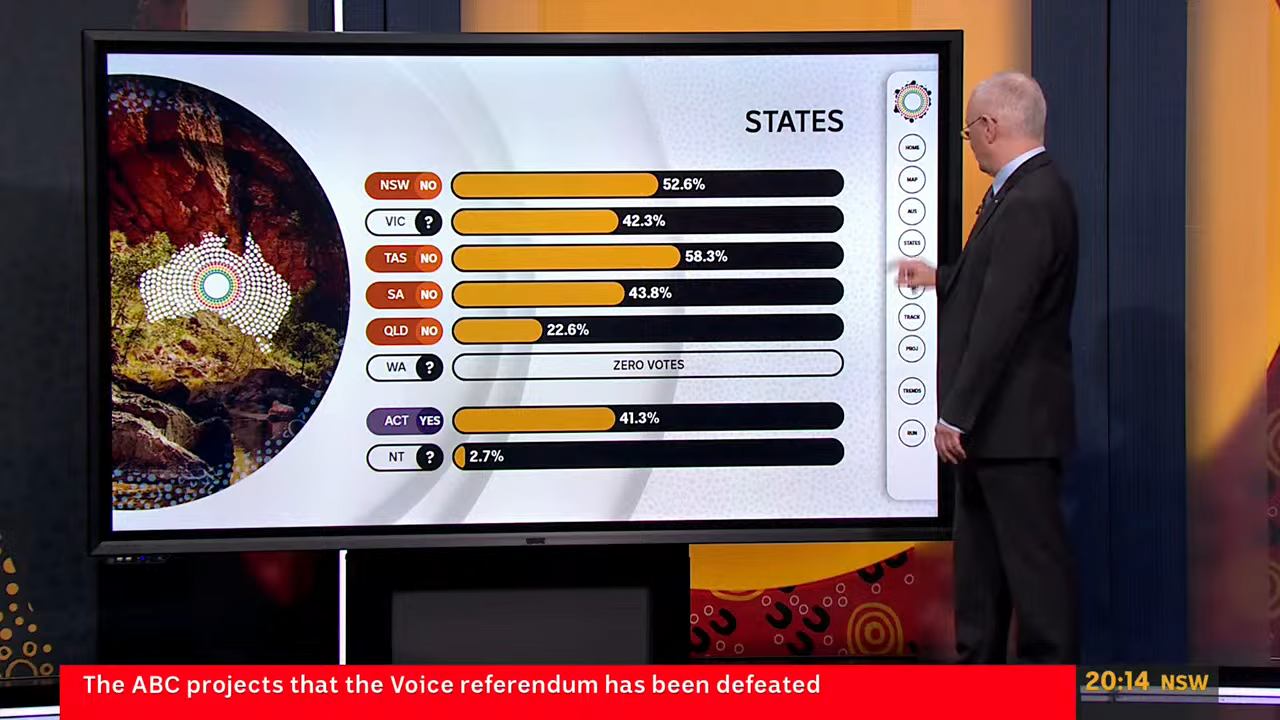 STATES
NSW NO 52.6%
VIC ? 42.3%
TAS NO 58.3%
SA NO 43.8%
QLD NO 22.6%
WA ? ZERO VOTES
ACT YES 41.3%
NT ? 2.7%
HOME
MAP
AUS
STATES
TRACK
PROJ
TRENDS
RUN
The ABC projects that the Voice referendum has been defeated
20:14 NSW